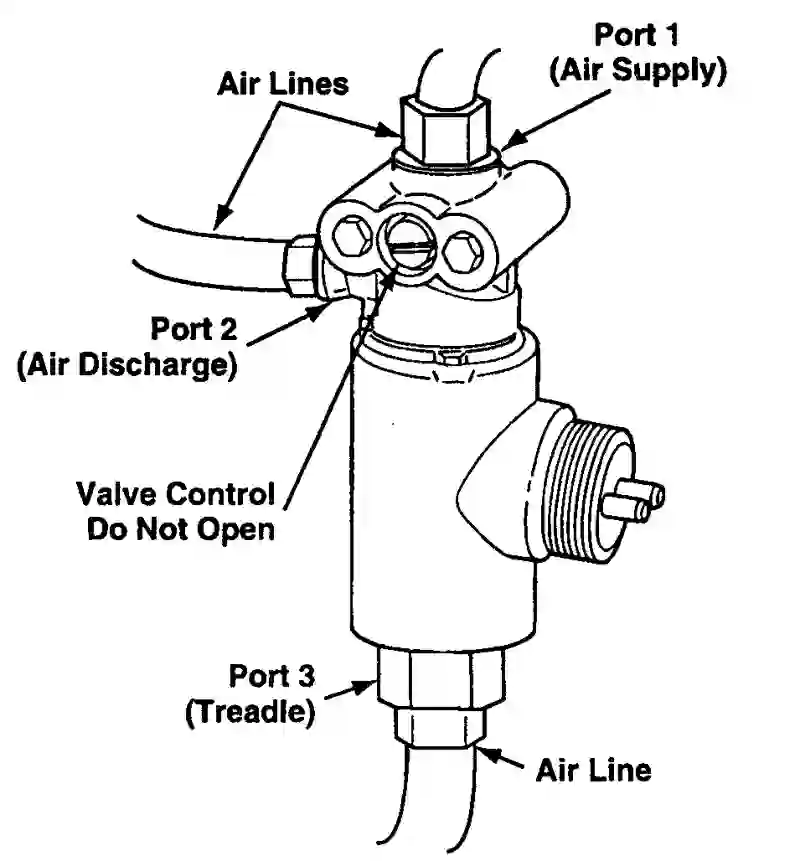 Port 1
(Air Supply)
Air Lines
Port 2
(Air Discharge)
Valve Control
Do Not Open
Port 3
(Treadle)
Air Line